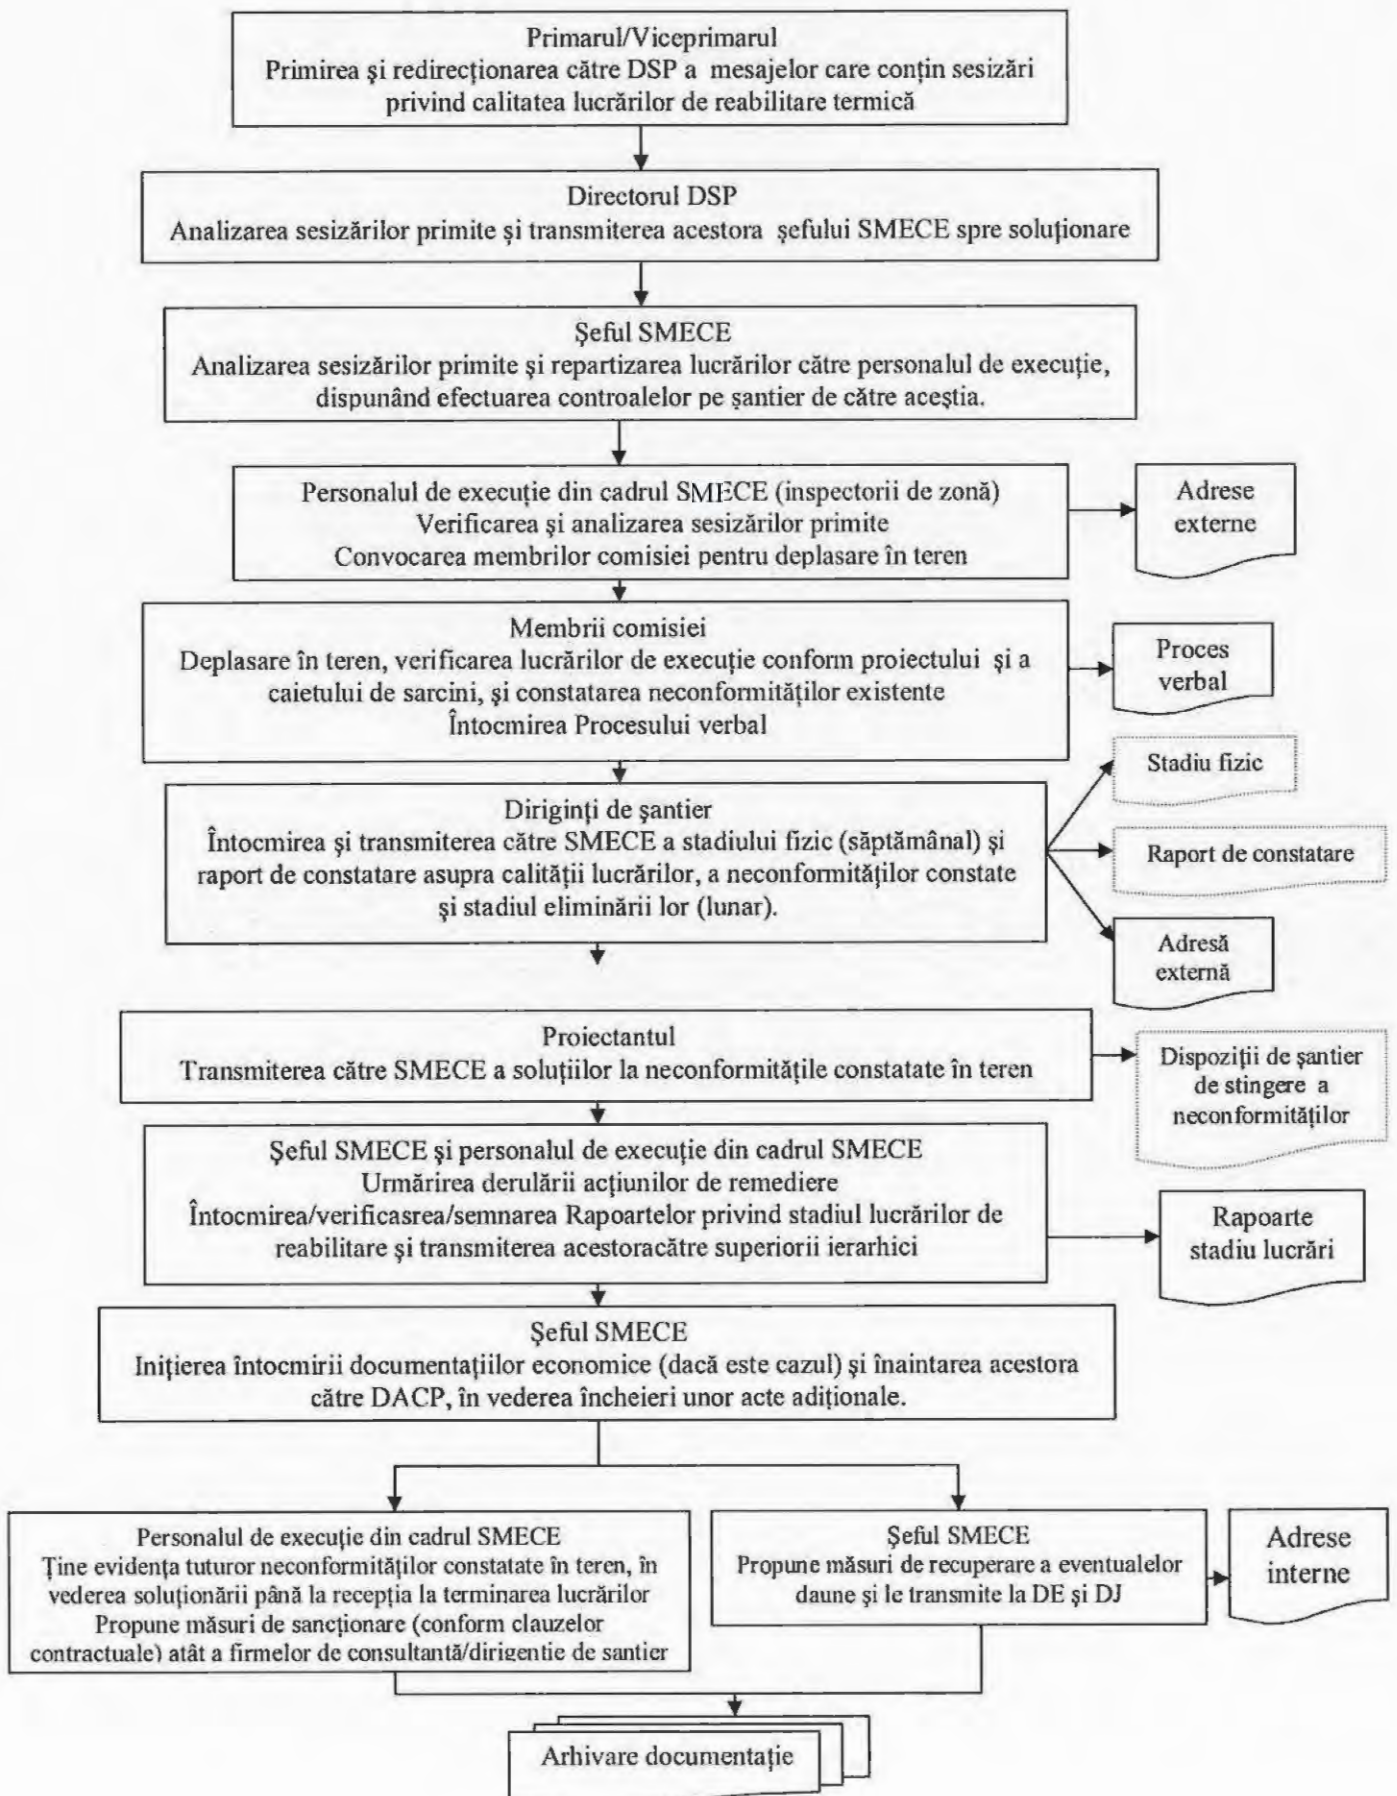 Primarul/Viceprimarul
Primirea şi redirecţionarea către DSP a mesajelor care conţin sesizări
privind calitatea lucrărilor de reabilitare termică
Directorul DSP
Analizarea sesizărilor primite şi transmiterea acestora şefului SMECE spre soluţionare
Şeful SMECE
Analizarea sesizărilor primite şi repartizarea lucrărilor către personalul de execuţie,
dispunând efectuarea controalelor pe şantier de către aceştia.
Personalul de execuţie din cadrul SMECE (inspectorii de zonă)
Verificarea şi analizarea sesizărilor primite
Convocarea membrilor comisiei pentru deplasare în teren
Adrese
externe
Membrii comisiei
Deplasare în teren, verificarea lucrărilor de execuţie conform proiectului şi a
caietului de sarcini, şi constatarea neconformităţilor existente
Întocmirea Procesului verbal
Proces
verbal
Diriginţi de şantier
Întocmirea şi transmiterea către SMECE a stadiului fizic (săptămânal) şi
raport de constatare asupra calităţii lucrărilor, a neconformităţilor constate
şi stadiul eliminării lor (lunar).
Stadiu fizic
Raport de constatare
Adresă
externă
Proiectantul
Transmiterea către SMECE a soluţiilor la neconformităţile constatate în teren
Dispoziţii de şantier
de stingere a
neconformităţilor
Şeful SMECE şi personalul de execuţie din cadrul SMECE
Urmărirea derulării acţiunilor de remediere
Întocmirea/verificasrea/semnarea Rapoartelor privind stadiul lucrărilor de
reabilitare şi transmiterea acestoracătre superiorii ierarhici
Rapoarte
stadiu lucrări
Şeful SMECE
Iniţierea întocmirii documentaţiilor economice (dacă este cazul) şi înaintarea acestora
către DACP, în vederea încheieri unor acte adiţionale.
Personalul de execuţie din cadrul SMECE
Ţine evidenţa tuturor neconformităţilor constatate în teren, în
vederea soluţionării până la recepţia la terminarea lucrărilor
Propune măsuri de sancţionare (conform clauzelor
contractuale) atât a firmelor de consultantă/dirigentie de santier
Şeful SMECE
Propune măsuri de recuperare a eventualelor
daune şi le transmite la DE şi DJ
Adrese
interne
Arhivare documentaţie